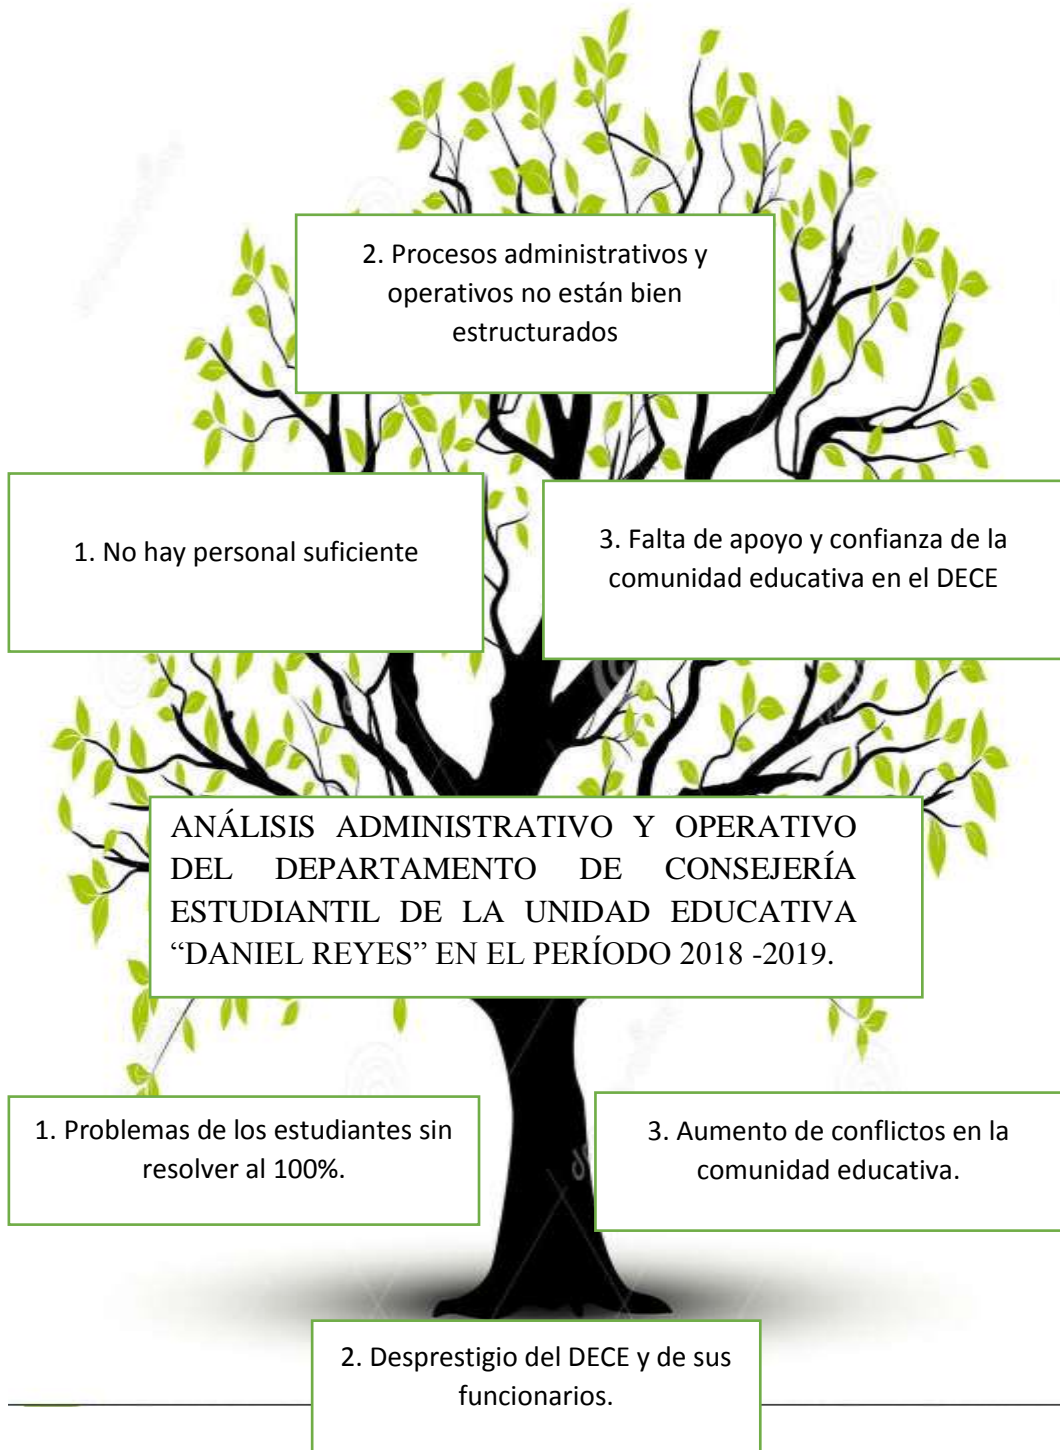 2. Procesos administrativos y
operativos no están bien
estructurados
1. No hay personal suficiente
3. Falta de apoyo y confianza de la
comunidad educativa en el DECE
ANÁLISIS ADMINISTRATIVO Y OPERATIVO
DEL DEPARTAMENTO DE CONSEJERÍA
ESTUDIANTIL DE LA UNIDAD EDUCATIVA
“DANIEL REYES” EN EL PERÍODO 2018 -2019.
1. Problemas de los estudiantes sin
resolver al 100%.
3. Aumento de conflictos en la
comunidad educativa.
2. Desprestigio del DECE y de sus
funcionarios.